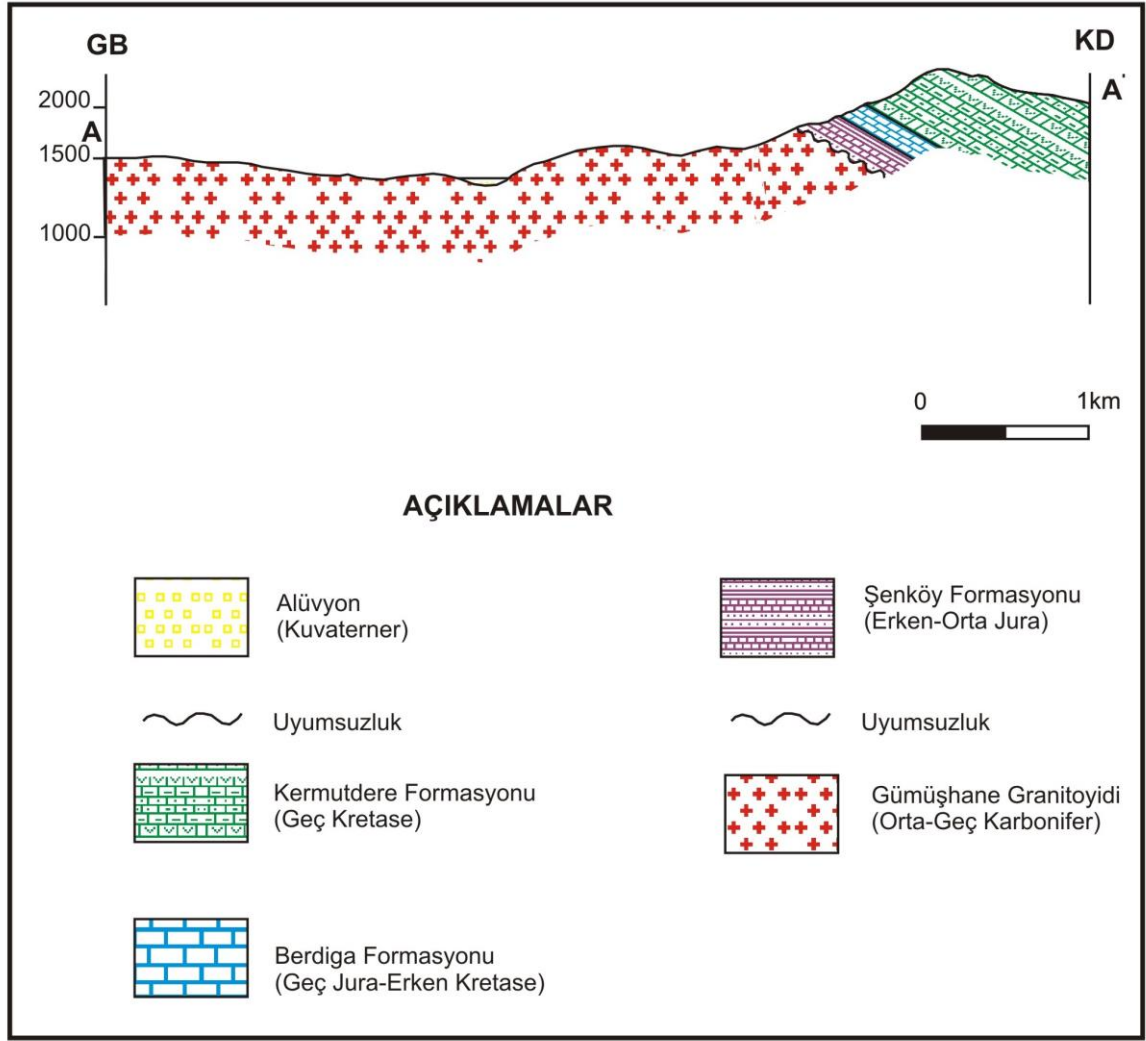 GB
KD
2000
A
A'
1500
1000
0
1km
AÇIKLAMALAR
Alüvyon
(Kuvaterner)
Şenköy Formasyonu
(Erken-Orta Jura)
Uyumsuzluk
Uyumsuzluk
Kermutdere Formasyonu
(Geç Kretase)
Gümüşhane Granitoyidi
(Orta-Geç Karbonifer)
Berdiga Formasyonu
(Geç Jura-Erken Kretase)